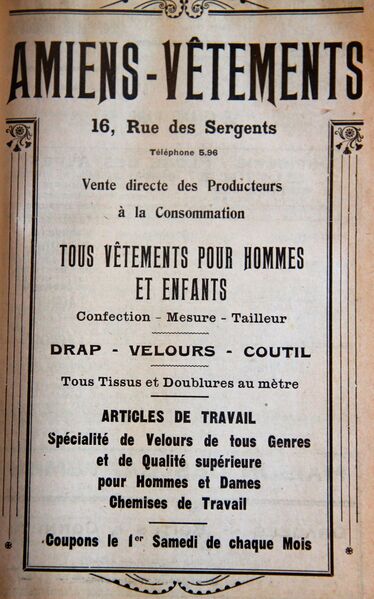 AMIENS-VÊTEMENTS
16, Rue des Sergents
Téléphone 5.96
Vente directe des Producteurs
à la Consommation
TOUS VÊTEMENTS POUR HOMMES
ET ENFANTS
Confection - Mesure - Tailleur
DRAP - VELOURS - COUTIL
Tous Tissus et Doublures au mètre
ARTICLES DE TRAVAIL
Spécialité de Velours de tous Genres
et de Qualité supérieure
pour Hommes et Dames
Chemises de Travail
Coupons le 1er Samedi de chaque Mois